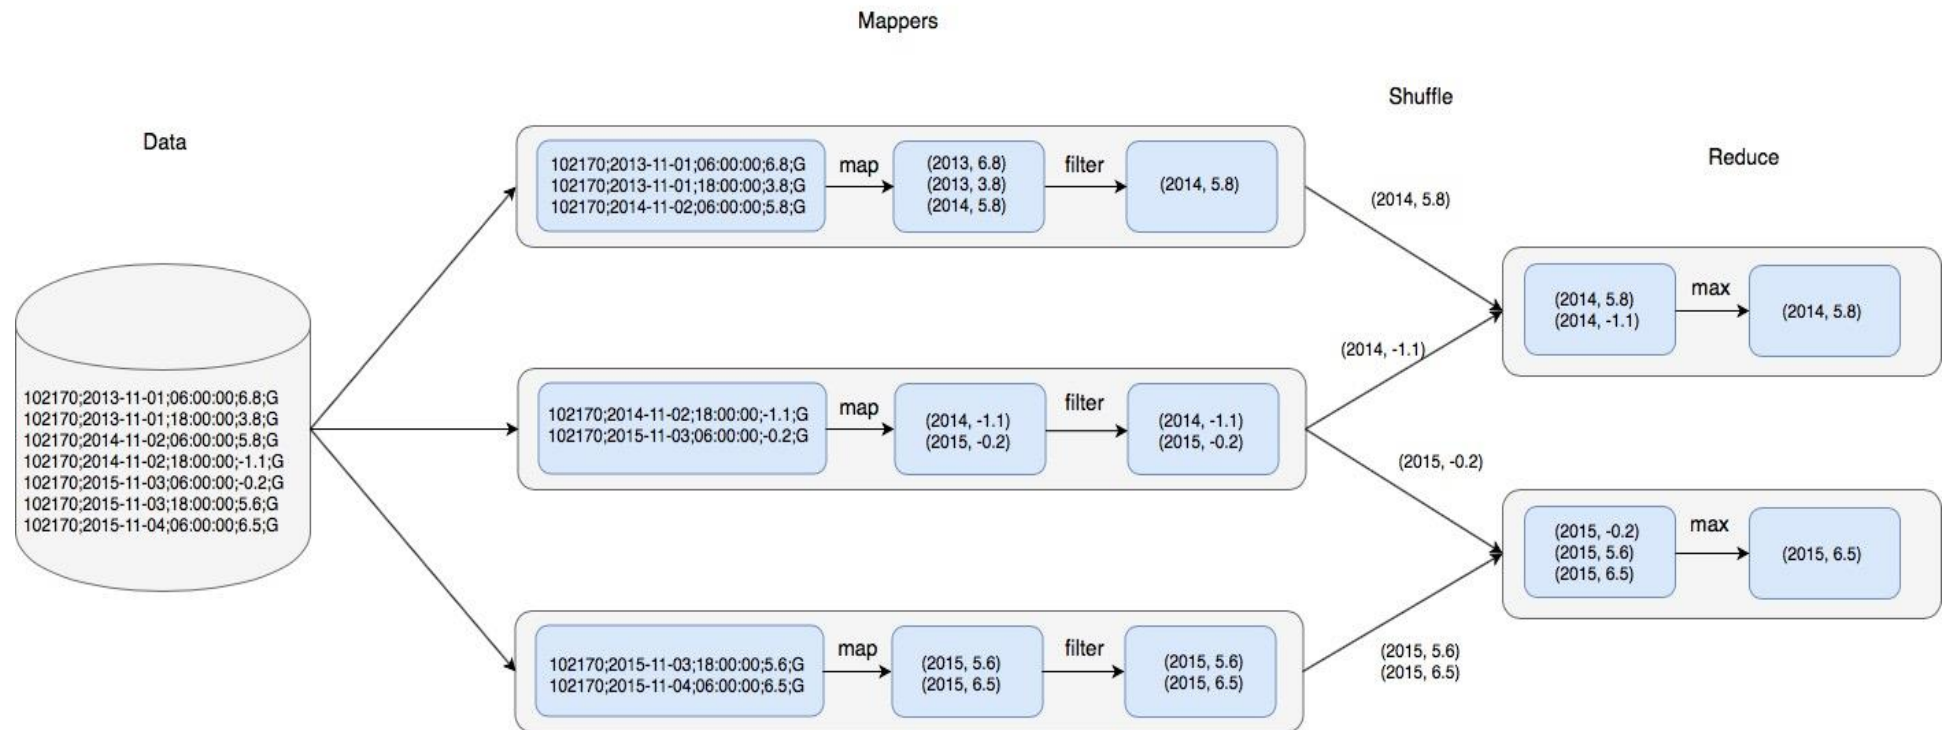 Mappers
Shuffle
Data
Reduce
102170;2013-11-01;06:00:00;6.8;G
102170;2013-11-01;18:00:00;3.8;G
102170;2014-11-02;06:00:00;5.8;G
102170;2014-11-02;18:00:00;-1.1;G
102170;2015-11-03;06:00:00;-0.2;G
102170;2015-11-03;18:00:00;5.6;G
102170;2015-11-04;06:00:00;6.5;G
102170;2013-11-01;06:00:00;6.8;G
102170;2013-11-01;18:00:00;3.8;G
102170;2014-11-02;06:00:00;5.8;G
map
(2013, 6.8)
(2013, 3.8)
(2014, 5.8)
filter
(2014, 5.8)
(2014, 5.8)
102170;2014-11-02;18:00:00;-1.1;G
102170;2015-11-03;06:00:00;-0.2;G
map
(2014, -1.1)
(2015, -0.2)
filter
(2014, -1.1)
(2015, -0.2)
(2014, -1.1)
(2015, -0.2)
102170;2015-11-03;18:00:00;5.6;G
102170;2015-11-04;06:00:00;6.5;G
map
(2015, 5.6)
(2015, 6.5)
filter
(2015, 5.6)
(2015, 6.5)
(2015, 5.6)
(2015, 6.5)
(2014, 5.8)
(2014, -1.1)
max
(2014, 5.8)
(2015, -0.2)
(2015, 5.6)
(2015, 6.5)
max
(2015, 6.5)